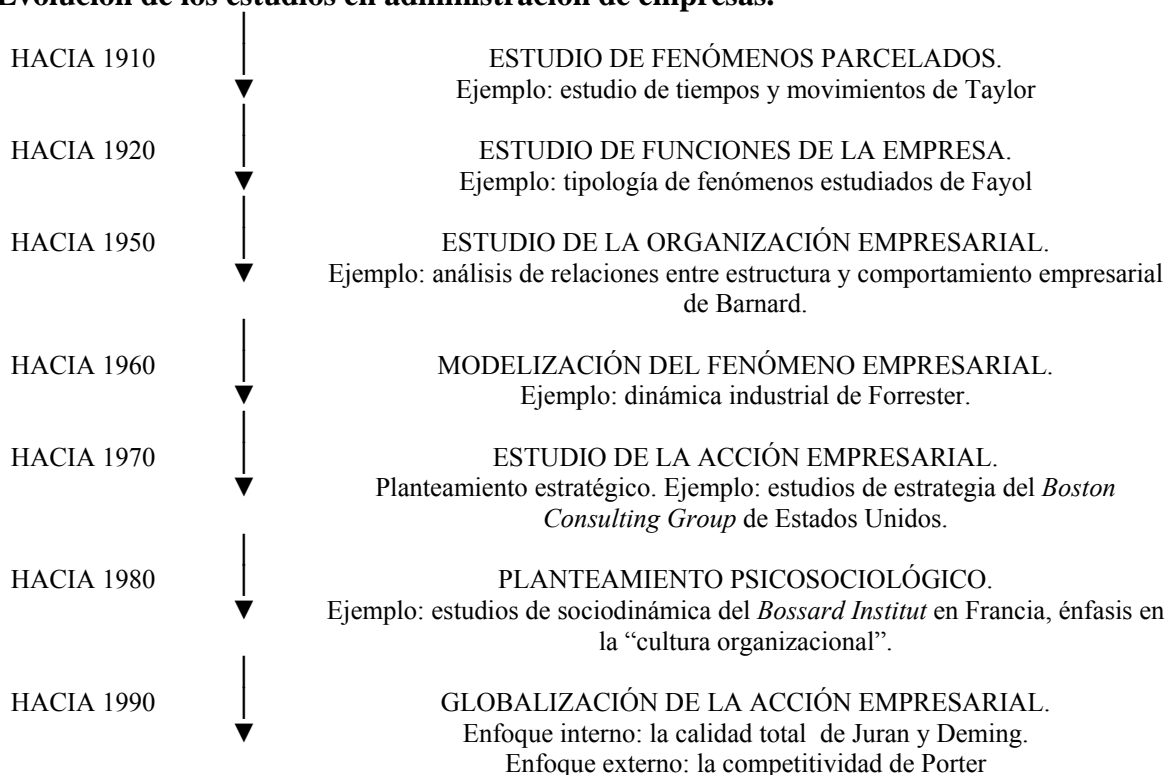 Evolución de los estudios en administración de empresas.
HACIA 1910 ESTUDIO DE FENÓMENOS PARCELADOS.
Ejemplo: estudio de tiempos y movimientos de Taylor
HACIA 1920 ESTUDIO DE FUNCIONES DE LA EMPRESA.
Ejemplo: tipología de fenómenos estudiados de Fayol
HACIA 1950 ESTUDIO DE LA ORGANIZACIÓN EMPRESARIAL.
Ejemplo: análisis de relaciones entre estructura y comportamiento empresarial
de Barnard.
HACIA 1960 MODELIZACIÓN DEL FENÓMENO EMPRESARIAL.
Ejemplo: dinámica industrial de Forrester.
HACIA 1970 ESTUDIO DE LA ACCIÓN EMPRESARIAL.
Planteamiento estratégico. Ejemplo: estudios de estrategia del Boston
Consulting Group de Estados Unidos.
HACIA 1980 PLANTEAMIENTO PSICOSOCIOLÓGICO.
Ejemplo: estudios de sociodinámica del Bossard Institut en Francia, énfasis en
la “cultura organizacional”.
HACIA 1990 GLOBALIZACIÓN DE LA ACCIÓN EMPRESARIAL.
Enfoque interno: la calidad total de Juran y Deming.
Enfoque externo: la competitividad de Porter